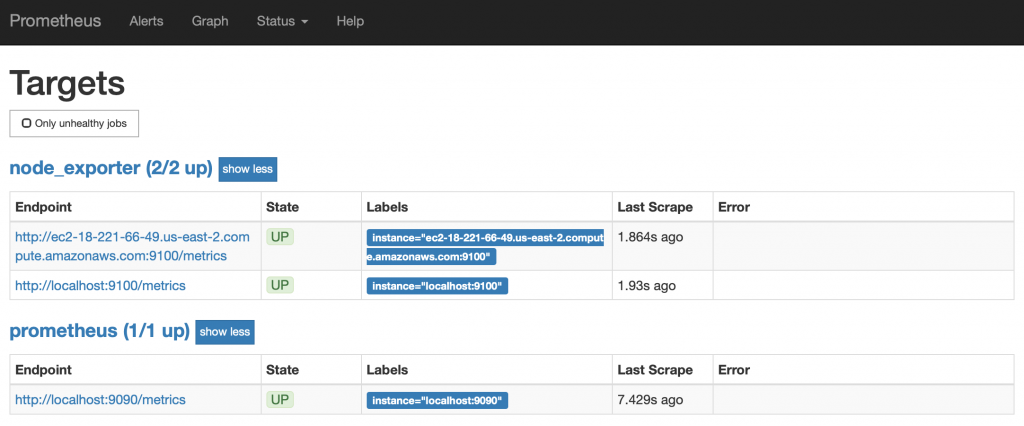 Prometheus Alerts Graph Status Help
Targets
Only unhealthy jobs
node_exporter (2/2 up) show less
Endpoint State Labels Last Scrape Error
http://ec2-18-221-66-49.us-east-2.com UP instance="ec2-18-221-66-49.us-east-2.comput 1.864s ago
pute.amazonaws.com:9100/metrics e.amazonaws.com:9100"
http://localhost:9100/metrics UP instance="localhost:9100" 1.93s ago
prometheus (1/1 up) show less
Endpoint State Labels Last Scrape Error
http://localhost:9090/metrics UP instance="localhost:9090" 7.429s ago